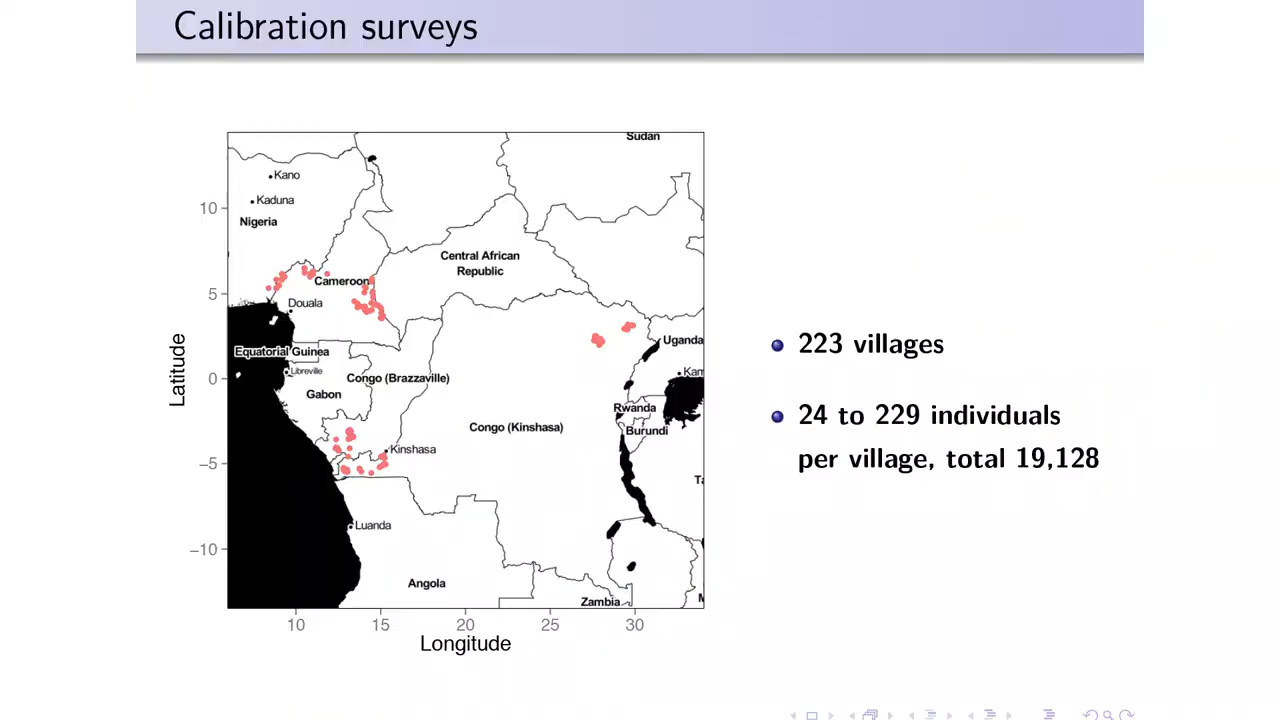 Calibration surveys
Sudan
Kano
Kaduna
Nigeria
Central African
Republic
Cameroon
Douala
Uganda
Equatorial Guinea
Libreville
Kam
Congo (Brazzaville)
Gabon
Rwanda
Congo (Kinshasa)
Burundi
Kinshasa
Ta
Luanda
Angola
Zambia
M
10
5
0
−5
−10
Latitude
10
15
20
25
30
Longitude
223 villages
24 to 229 individuals
per village, total 19,128